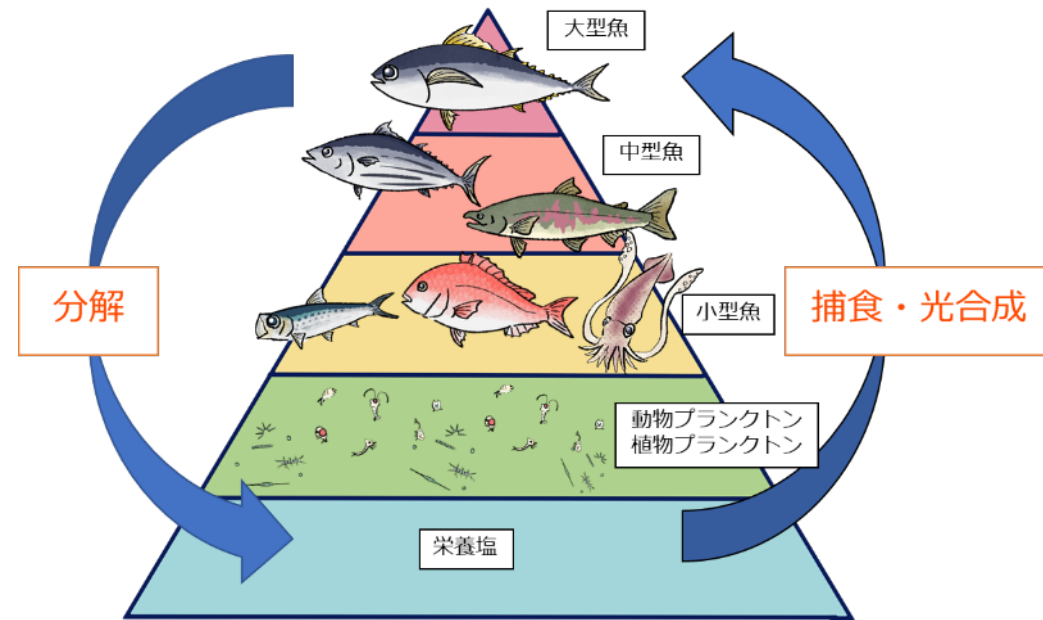 大型魚
中型魚
分解
捕食・光合成
小型魚
動物プランクトン
植物プランクトン
栄養塩